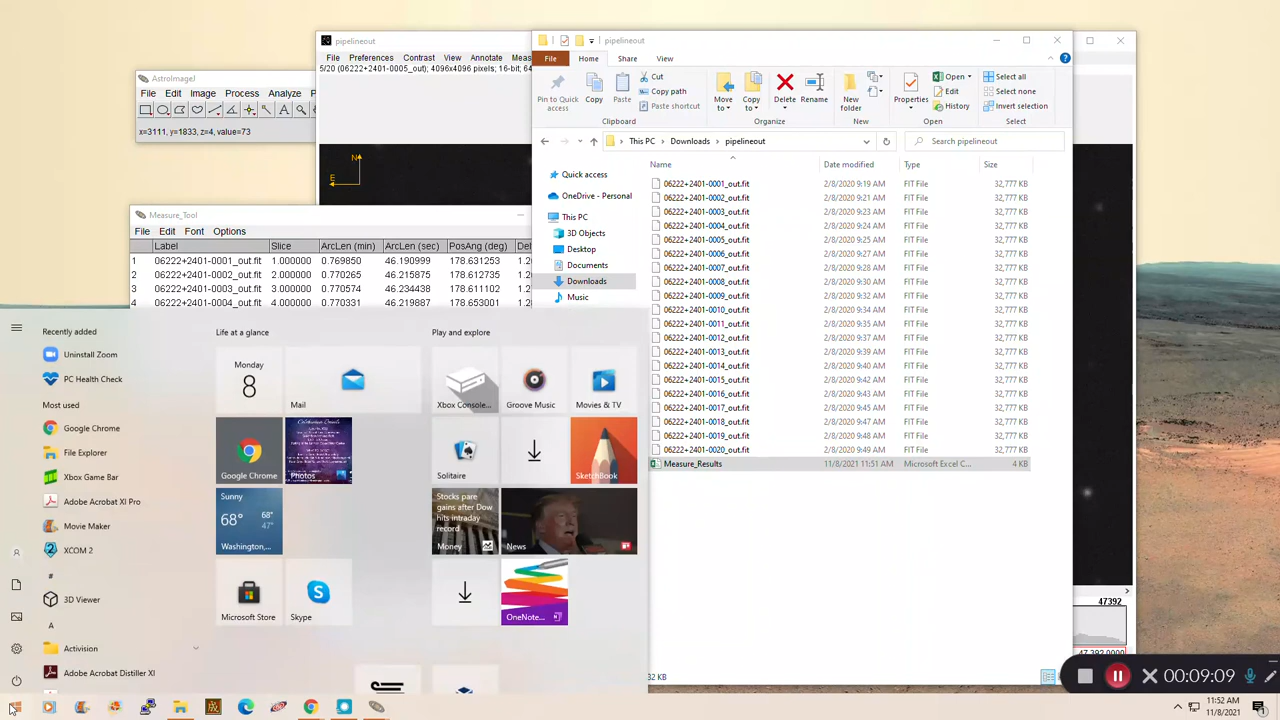 pipelineout
File Preferences Contrast View Annotate Meas
5/20 (06222+2401-0005_out); 4096x4096 pixels; 16-bit; 64
AstroImageJ
File Edit Image Process Analyze P
x=3111, y=1833, z=4, value=73
N
E
pipelineout
File Home Share View
Pin to Quick access
Copy
Paste
Cut
Copy path
Paste shortcut
Clipboard
Move to
Copy to
Delete
Rename
Organize
New folder
New
Properties
Open
Edit
History
Open
Select all
Select none
Invert selection
Select
This PC > Downloads > pipelineout
Search pipelineout
Quick access
OneDrive - Personal
This PC
3D Objects
Desktop
Documents
Downloads
Music
Name Date modified Type Size
06222+2401-0001_out.fit 2/8/2020 9:19 AM FIT File 32,777 KB
06222+2401-0002_out.fit 2/8/2020 9:21 AM FIT File 32,777 KB
06222+2401-0003_out.fit 2/8/2020 9:22 AM FIT File 32,777 KB
06222+2401-0004_out.fit 2/8/2020 9:24 AM FIT File 32,777 KB
06222+2401-0005_out.fit 2/8/2020 9:25 AM FIT File 32,777 KB
06222+2401-0006_out.fit 2/8/2020 9:27 AM FIT File 32,777 KB
06222+2401-0007_out.fit 2/8/2020 9:28 AM FIT File 32,777 KB
06222+2401-0008_out.fit 2/8/2020 9:31 AM FIT File 32,777 KB
06222+2401-0009_out.fit 2/8/2020 9:32 AM FIT File 32,777 KB
06222+2401-0010_out.fit 2/8/2020 9:34 AM FIT File 32,777 KB
06222+2401-0011_out.fit 2/8/2020 9:35 AM FIT File 32,777 KB
06222+2401-0012_out.fit 2/8/2020 9:37 AM FIT File 32,777 KB
06222+2401-0013_out.fit 2/8/2020 9:39 AM FIT File 32,777 KB
06222+2401-0014_out.fit 2/8/2020 9:40 AM FIT File 32,777 KB
06222+2401-0015_out.fit 2/8/2020 9:42 AM FIT File 32,777 KB
06222+2401-0016_out.fit 2/8/2020 9:43 AM FIT File 32,777 KB
06222+2401-0017_out.fit 2/8/2020 9:45 AM FIT File 32,777 KB
06222+2401-0018_out.fit 2/8/2020 9:47 AM FIT File 32,777 KB
06222+2401-0019_out.fit 2/8/2020 9:48 AM FIT File 32,777 KB
06222+2401-0020_out.fit 2/8/2020 9:50 AM FIT File 32,777 KB
Measure_Results 11/8/2021 11:51 AM Microsoft Excel C... 4 KB
32 KB
Measure_Tool
File Edit Font Options
Label Slice ArcLen (min) ArcLen (sec) PosAng (deg) Del
1 06222+2401-0001_out.fit 1.000000 0.769850 46.190999 178.631253 1.2
2 06222+2401-0002_out.fit 2.000000 0.770265 46.215875 178.627563 1.2
3 06222+2401-0003_out.fit 3.000000 0.770574 46.234438 178.629222 1.2
4 06222+2401-0004_out.fit 4.000000 0.770331 46.219887 178.653001 1.2
Recently added
Uninstall Zoom
PC Health Check
Most used
Google Chrome
File Explorer
Xbox Game Bar
Adobe Acrobat XI Pro
Movie Maker
XCOM 2
#
3D Viewer
A
Activision
Adobe Acrobat Distiller XI
Life at a glance
Monday
8
Mail
Google Chrome
Photos
Sunny
68° 68°
47°
Washington,...
Microsoft Store
Skype
Play and explore
Xbox Console...
Groove Music
Movies & TV
Solitaire
SketchBook
Stocks pare
gains after Dow
hits intraday
record
Money
News
OneNote...
47392
47,392.0000
00:09:09
11:52 AM
11/8/2021
1